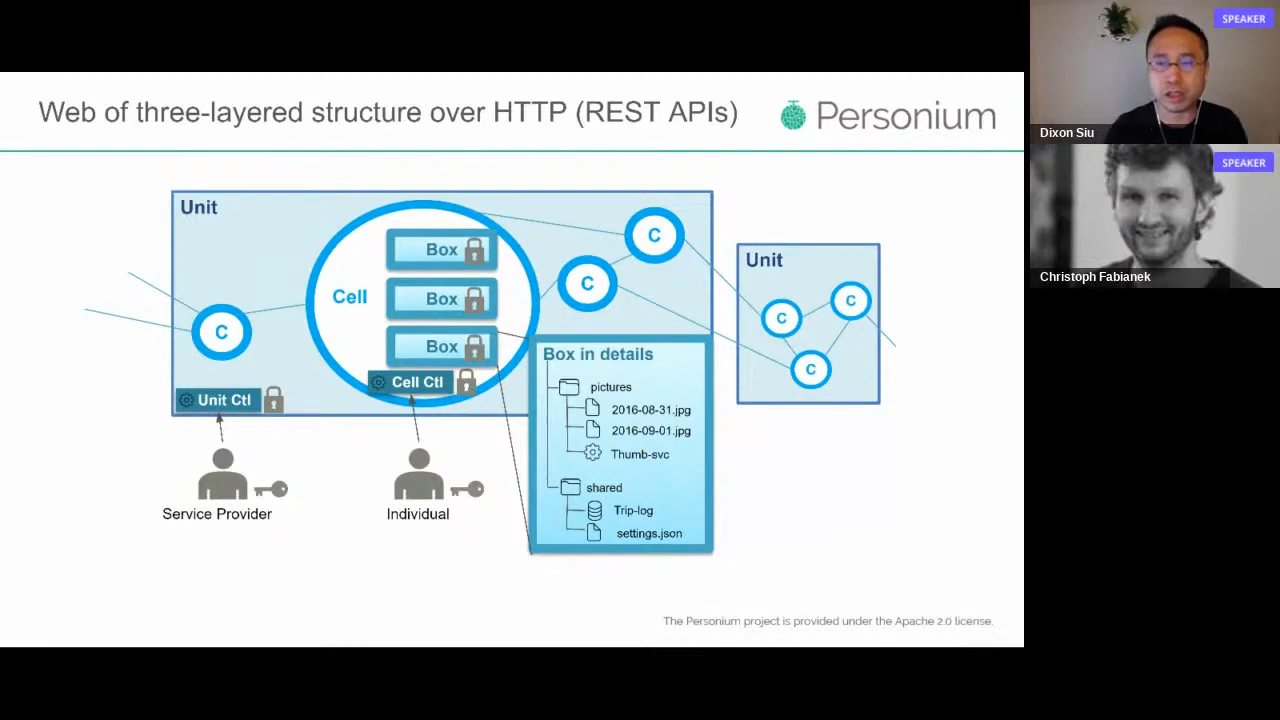 Web of three-layered structure over HTTP (REST APIs)
Personium
Unit
Cell
Box
Box
Box
C
C
C
Unit Ctl
Cell Ctl
Service Provider
Individual
Box in details
pictures
2016-08-31.jpg
2016-09-01.jpg
Thumb-svc
shared
Trip-log
settings.json
Unit
C
C
C
The Personium project is provided under the Apache 2.0 license.
SPEAKER
Dixon Siu
SPEAKER
Christoph Fabianek